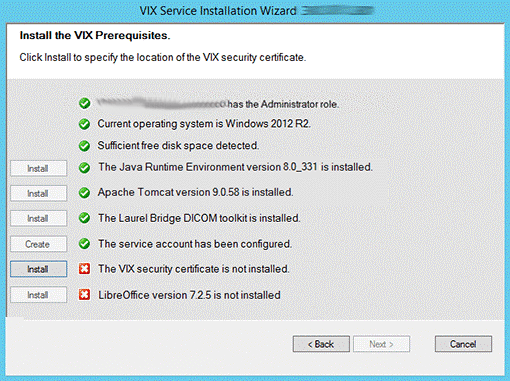 VIX Service Installation Wizard
Install the VIX Prerequisites.
Click Install to specify the location of the VIX security certificate.
has the Administrator role.
Current operating system is Windows 2012 R2.
Sufficient free disk space detected.
Install The Java Runtime Environment version 8.0_331 is installed.
Install Apache Tomcat version 9.0.58 is installed.
Install The Laurel Bridge DICOM toolkit is installed.
Create The service account has been configured.
Install The VIX security certificate is not installed.
Install LibreOffice version 7.2.5 is not installed
< Back Next > Cancel